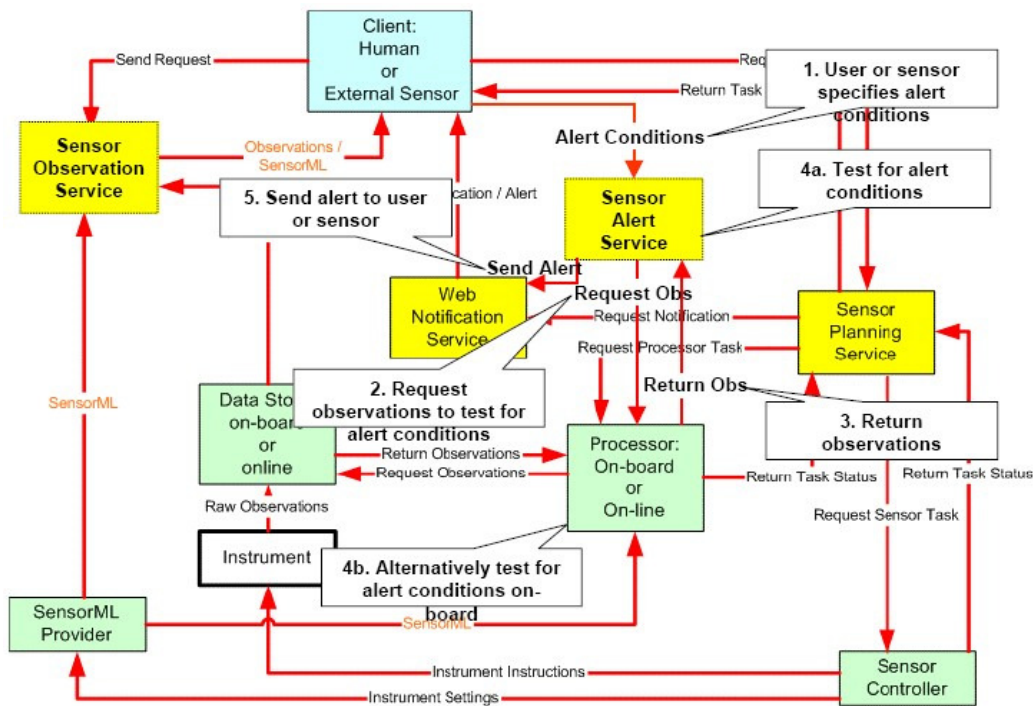 Client:
Human
or
External Sensor
Send Request
Req
Return Task
1. User or sensor
specifies alert
conditions
Alert Conditions
Sensor
Observation
Service
Observations /
SensorML
4a. Test for alert
conditions
5. Send alert to user
or sensor
cation / Alert
Sensor
Alert
Service
Send Alert
Request Obs
Web
Notification
Service
Request Notification
Sensor
Planning
Service
Request Processor Task
SensorML
2. Request
observations to test for
alert conditions
Return Obs
3. Return
observations
Data Sto
on-board
or
online
Return Observations
Request Observations
Processor:
On-board
or
On-line
Return Task Status
Return Task Status
Raw Observations
Request Sensor Task
Instrument
4b. Alternatively test for
alert conditions on-
board
SensorML
Provider
SensorML
Instrument Instructions
Sensor
Controller
Instrument Settings